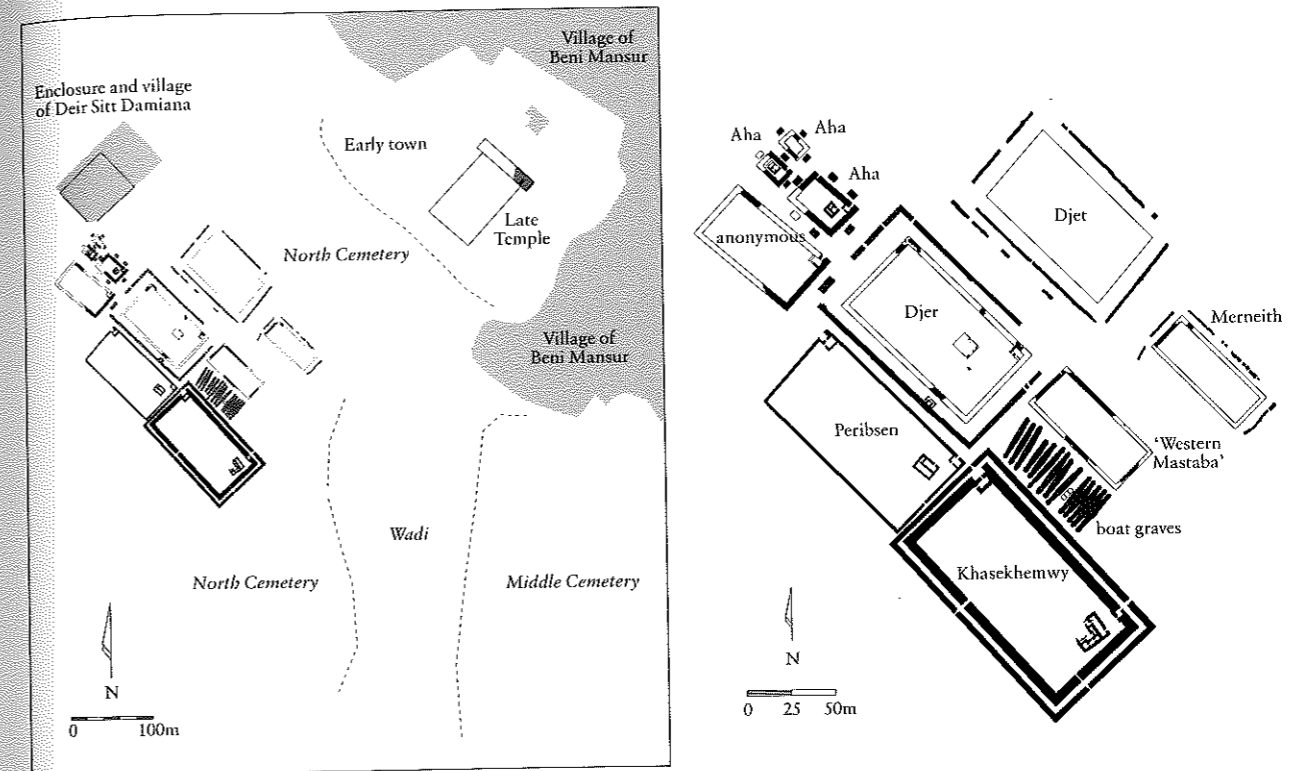 Village of
Beni Mansur
Enclosure and village
of Deir Sitt Damiana
Early town
Late
Temple
North Cemetery
Village of
Beni Mansur
Wadi
North Cemetery
Middle Cemetery
N
0 100m
Aha
Aha
Aha
Djet
anonymous
Djer
Merneith
Peribsen
'Western
Mastaba'
boat graves
Khasekhemwy
N
0 25 50m